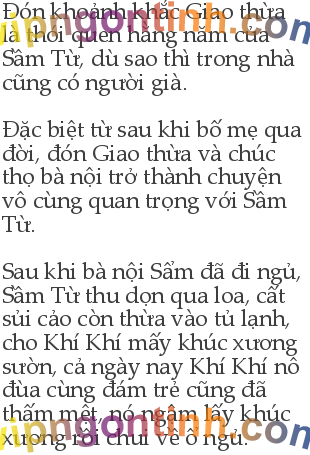 Đón khoảnh khắc Giao thừa
là thói quen hằng năm của
Sầm Từ, dù sao thì trong nhà
cũng có người già.
Đặc biệt từ sau khi bố mẹ qua
đời, đón Giao thừa và chúc
thọ bà nội trở thành chuyện
vô cùng quan trọng với Sầm
Từ.
Sau khi bà nội Sẩm đã đi ngủ,
Sầm Từ thu dọn qua loa, cất
sủi cảo còn thừa vào tủ lạnh,
cho Khí Khí mấy khúc xương
sườn, cả ngày nay Khí Khí nô
đùa cùng đám trẻ cũng đã
thấm mệt, nó ngậm lấy khúc
xương rồi chui về ổ ngủ.
vipngontinh.com
vipngontinh.com